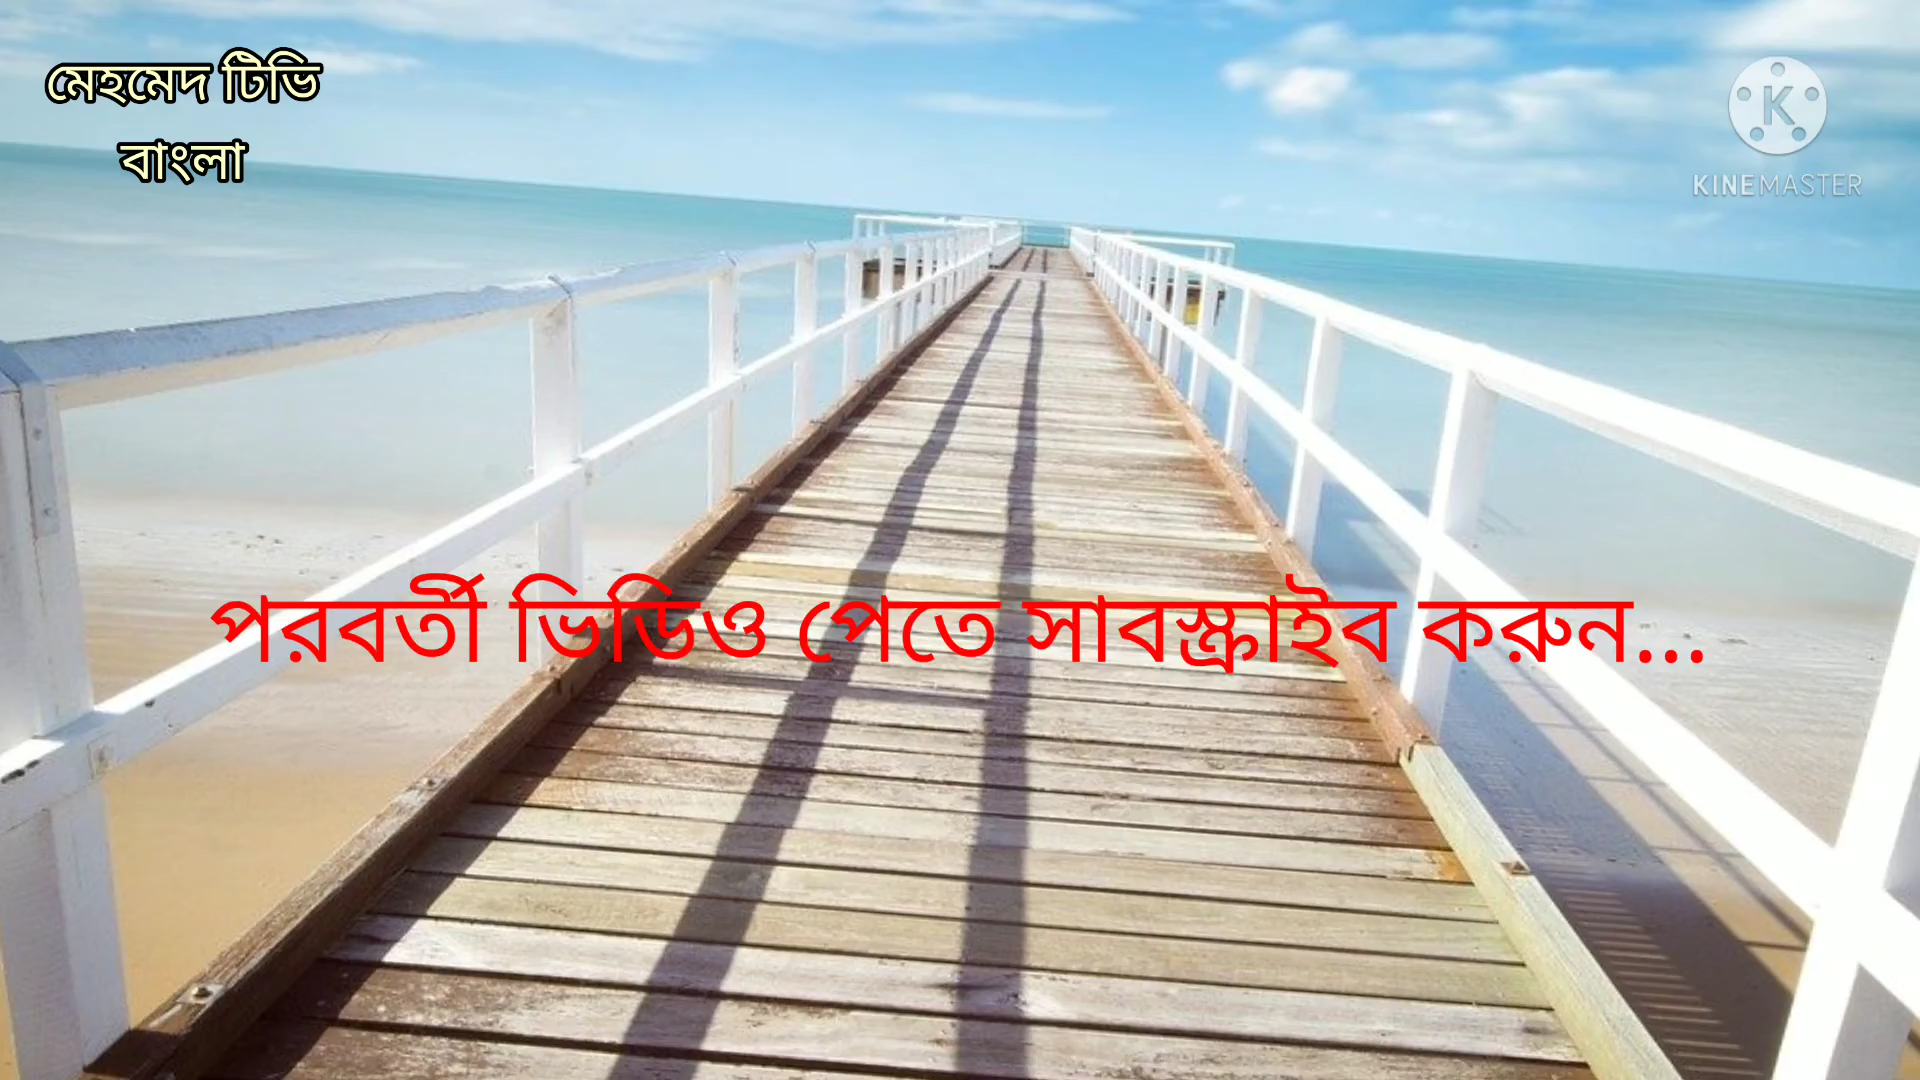 মেহমেদ টিভি
বাংলা
K
KINEMASTER
পরবর্তী ভিডিও পেতে সাবস্ক্রাইব করুন...